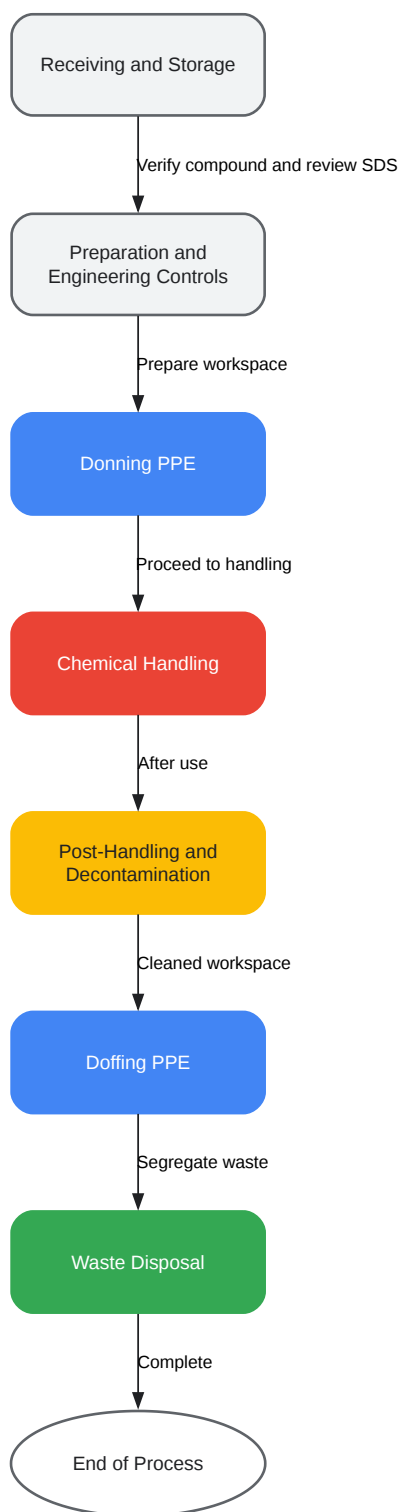 Receiving and Storage
Verify compound and review SDS
Preparation and
Engineering Controls
Prepare workspace
Donning PPE
Proceed to handling
Chemical Handling
After use
Post-Handling and
Decontamination
Cleaned workspace
Doffing PPE
Segregate waste
Waste Disposal
Complete
End of Process